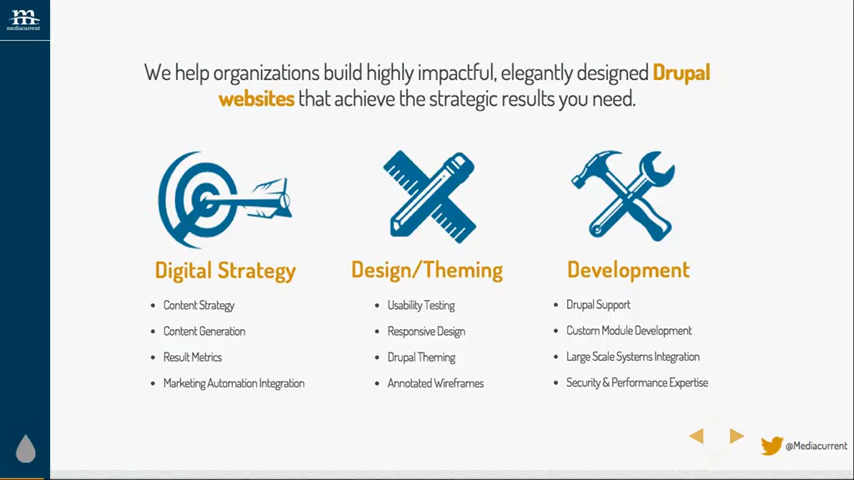 mediacurrent
We help organizations build highly impactful, elegantly designed Drupal
websites that achieve the strategic results you need.
Digital Strategy
Content Strategy
Content Generation
Result Metrics
Marketing Automation Integration
Design/Theming
Usability Testing
Responsive Design
Drupal Theming
Annotated Wireframes
Development
Drupal Support
Custom Module Development
Large Scale Systems Integration
Security & Performance Expertise
@Mediacurrent